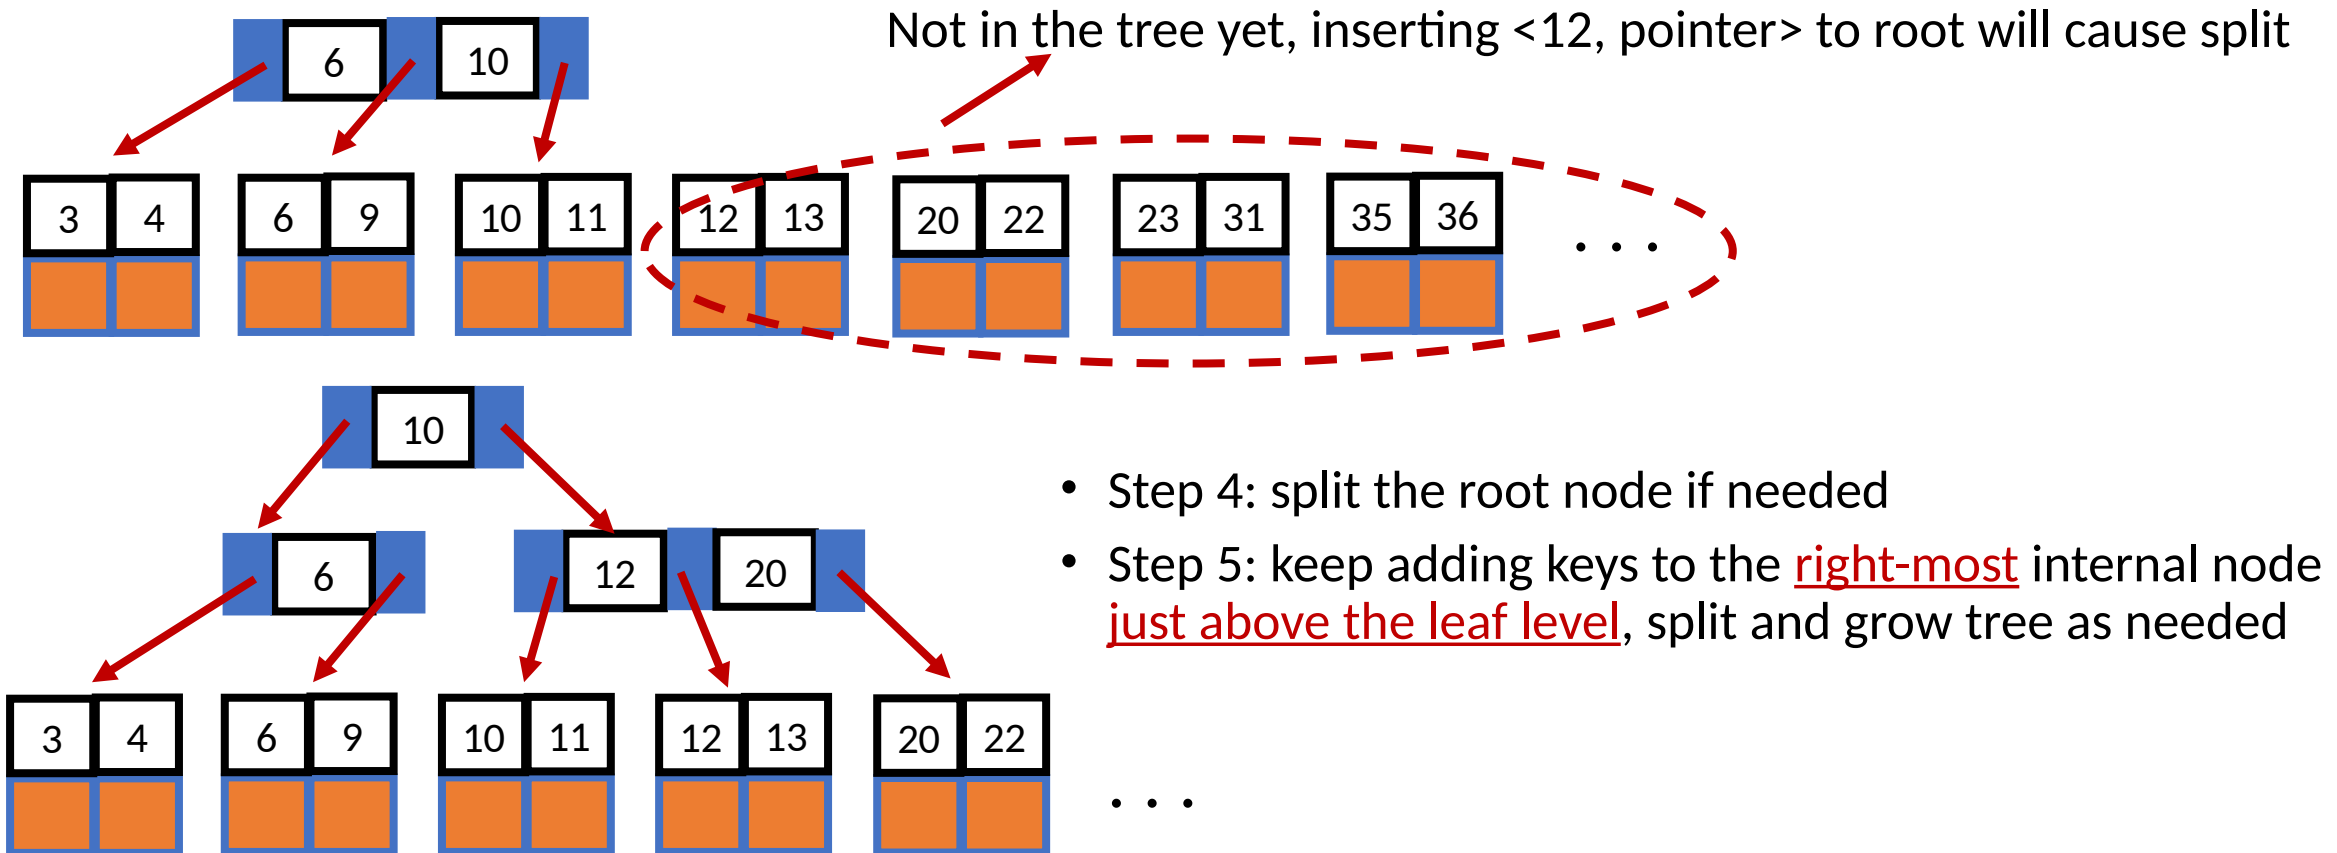 Not in the tree yet, inserting <12, pointer> to root will cause split
6 10
3 4 6 9 10 11 12 13 20 22 23 31 35 36 . . .
10
• Step 4: split the root node if needed
• Step 5: keep adding keys to the right-most internal node
just above the leaf level, split and grow tree as needed
6 12 20
3 4 6 9 10 11 12 13 20 22
. . .